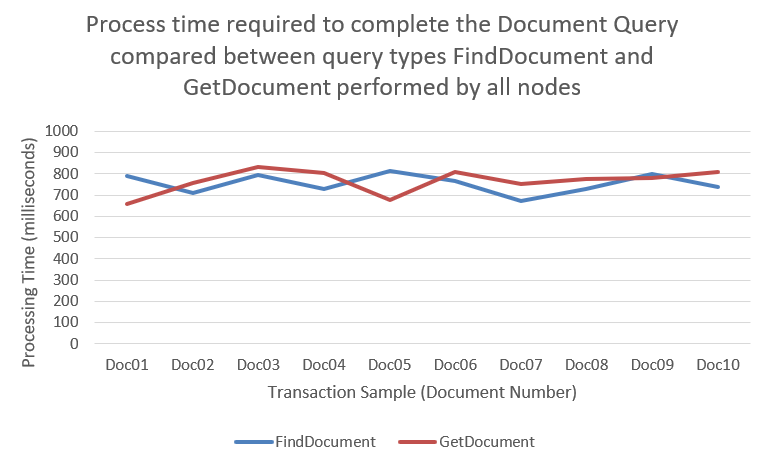 Process time required to complete the Document Query
compared between query types FindDocument and
GetDocument performed by all nodes
Processing Time (milliseconds)
1000
900
800
700
600
500
400
300
200
100
0
Doc01 Doc02 Doc03 Doc04 Doc05 Doc06 Doc07 Doc08 Doc09 Doc10
Transaction Sample (Document Number)
FindDocument GetDocument